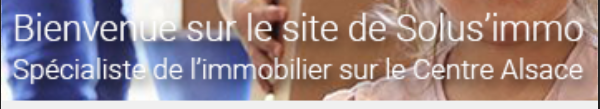 Bienvenue sur le site de Solus'immo
Spécialiste de l'immobilier sur le Centre Alsace